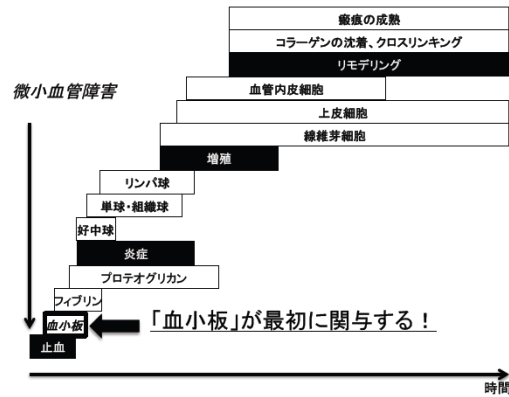 瘢痕の成熟
コラーゲンの沈着、クロスリンキング
リモデリング
微小血管障害
血管内皮細胞
上皮細胞
線維芽細胞
増殖
リンパ球
単球・組織球
好中球
炎症
プロテオグリカン
フィブリン
血小板
「血小板」が最初に関与する!
止血
時間